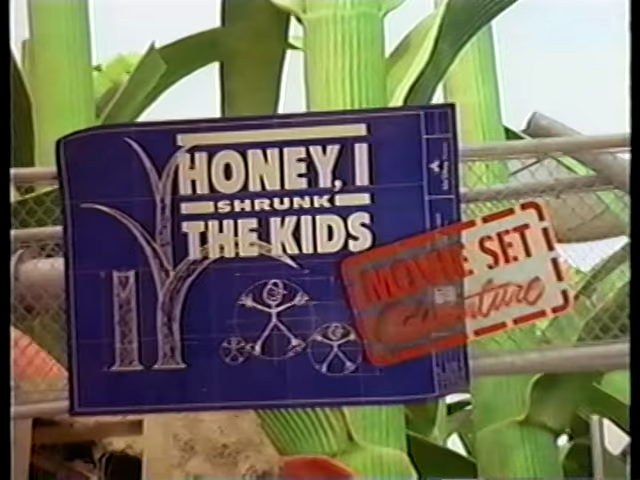 HONEY, I
SHRUNK
THE KIDS
MOVIE SET
Adventure